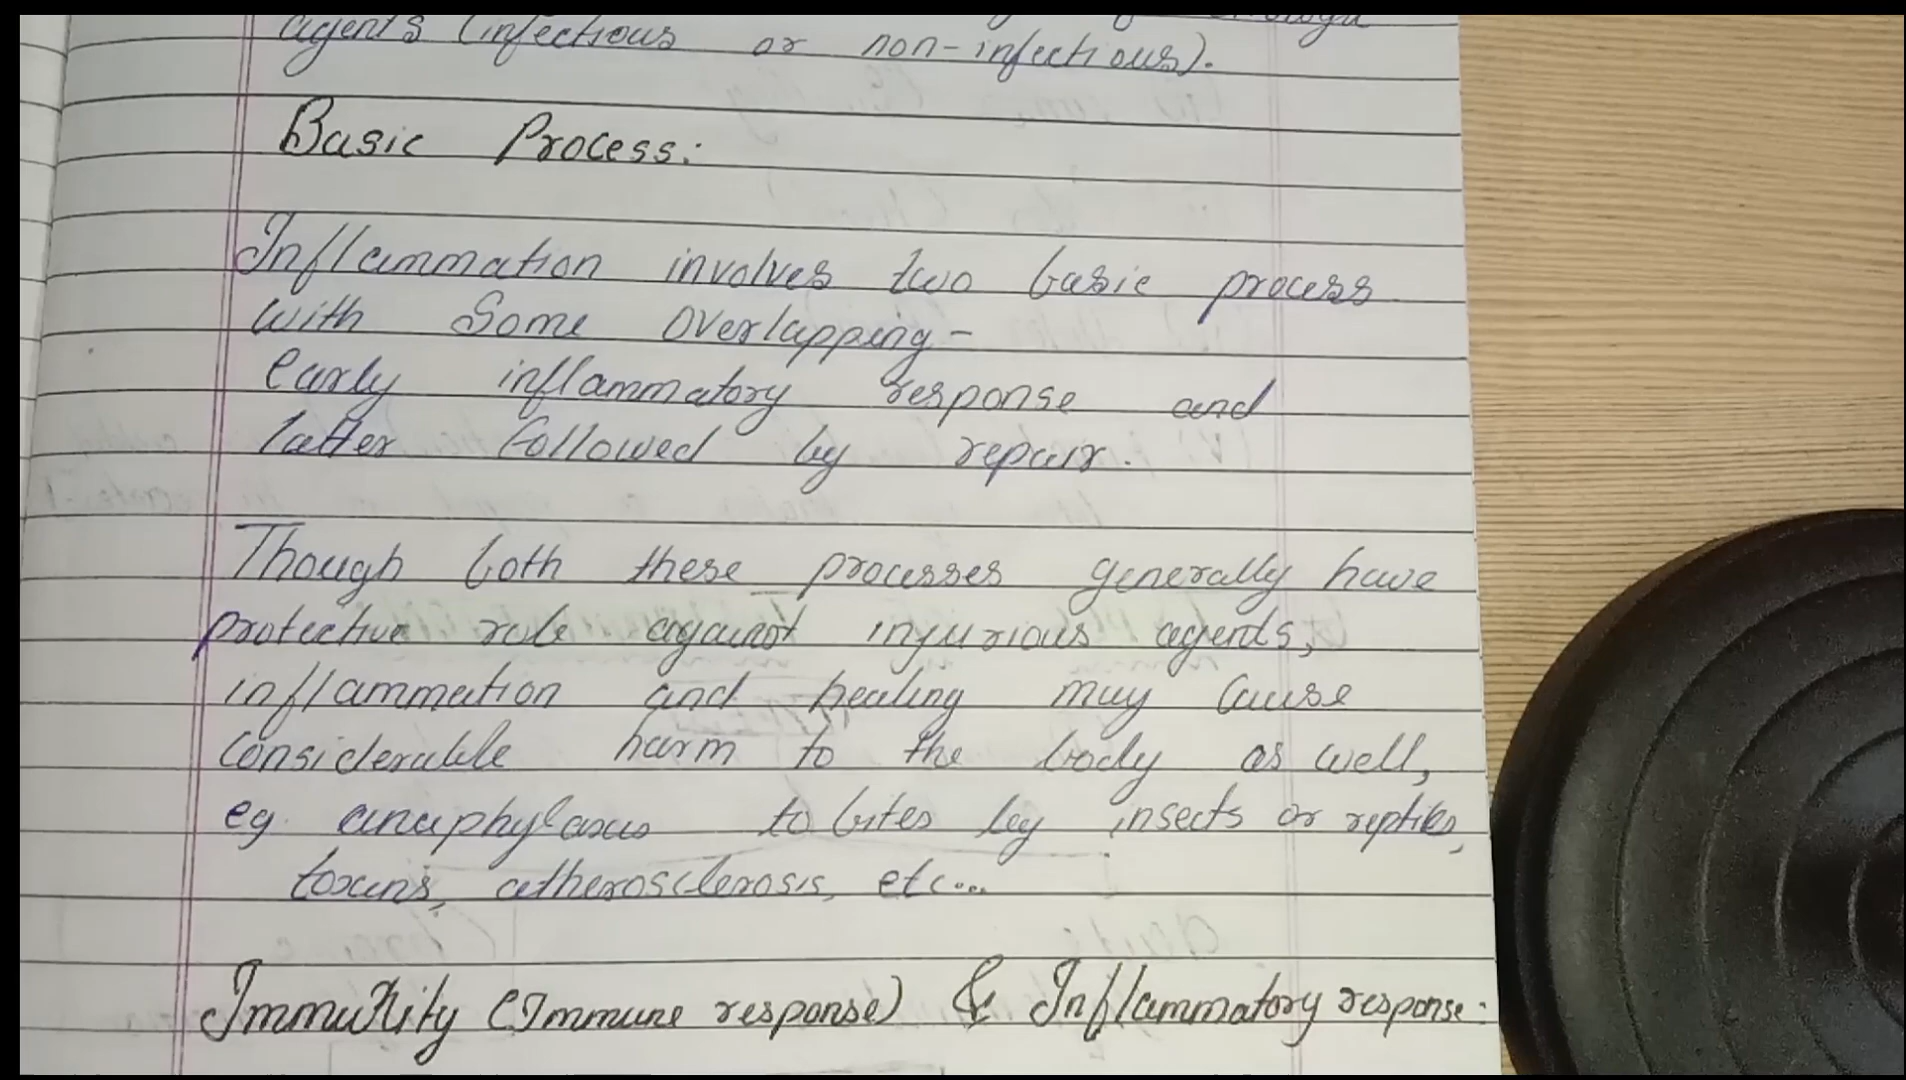 agents (infectious or non-infectious).
Basic Process:
Inflammation involves two basic process
with Some overlapping-
early inflammatory response and
latter followed by repair.
Though both these processes generally have
protective role against injurious agents,
inflammation and healing may cause
considerable harm to the body as well,
eg. anaphylaxis to bites by insects or reptiles,
toxins, atherosclerosis, etc...
Immunity (Immune response) & Inflammatory response: